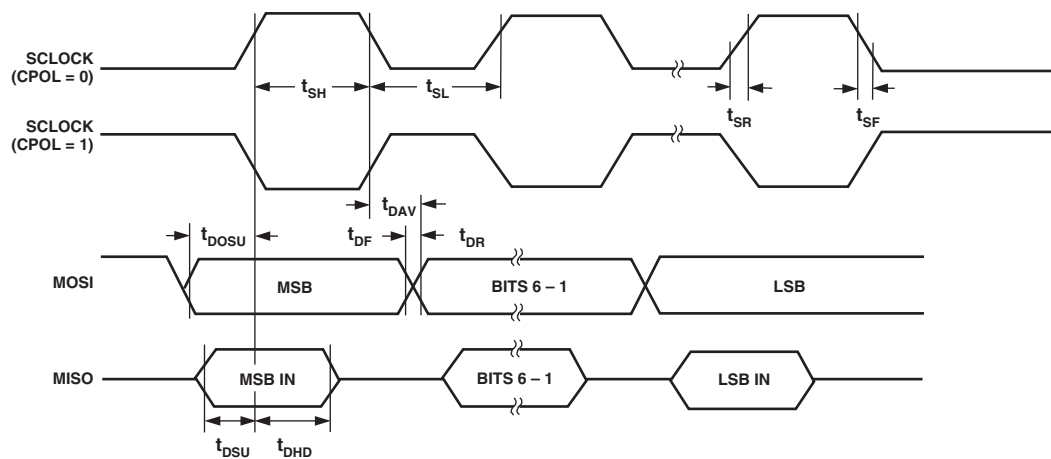 SCLOCK
(CPOL = 0)
tSH
tSL
tSR
tSF
SCLOCK
(CPOL = 1)
tDAV
tDOSU
tDF
tDR
MOSI
MSB
BITS 6 – 1
LSB
MISO
MSB IN
BITS 6 – 1
LSB IN
tDSU
tDHD